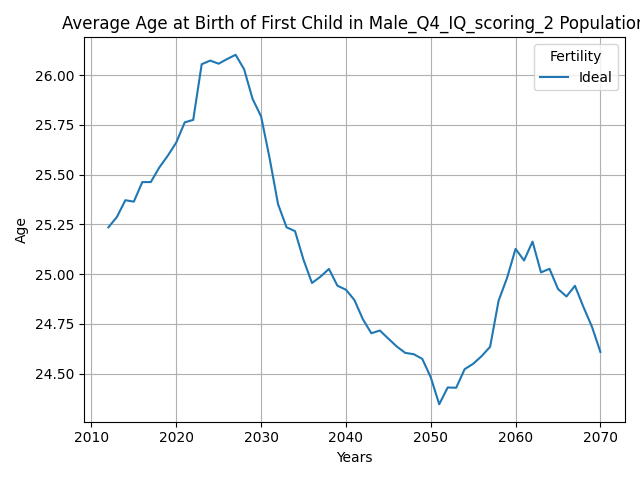 Average Age at Birth of First Child in Male_Q4_IQ_scoring_2 Population
Fertility
Ideal
26.00
25.75
25.50
25.25
25.00
24.75
24.50
Age
2010 2020 2030 2040 2050 2060 2070
Years